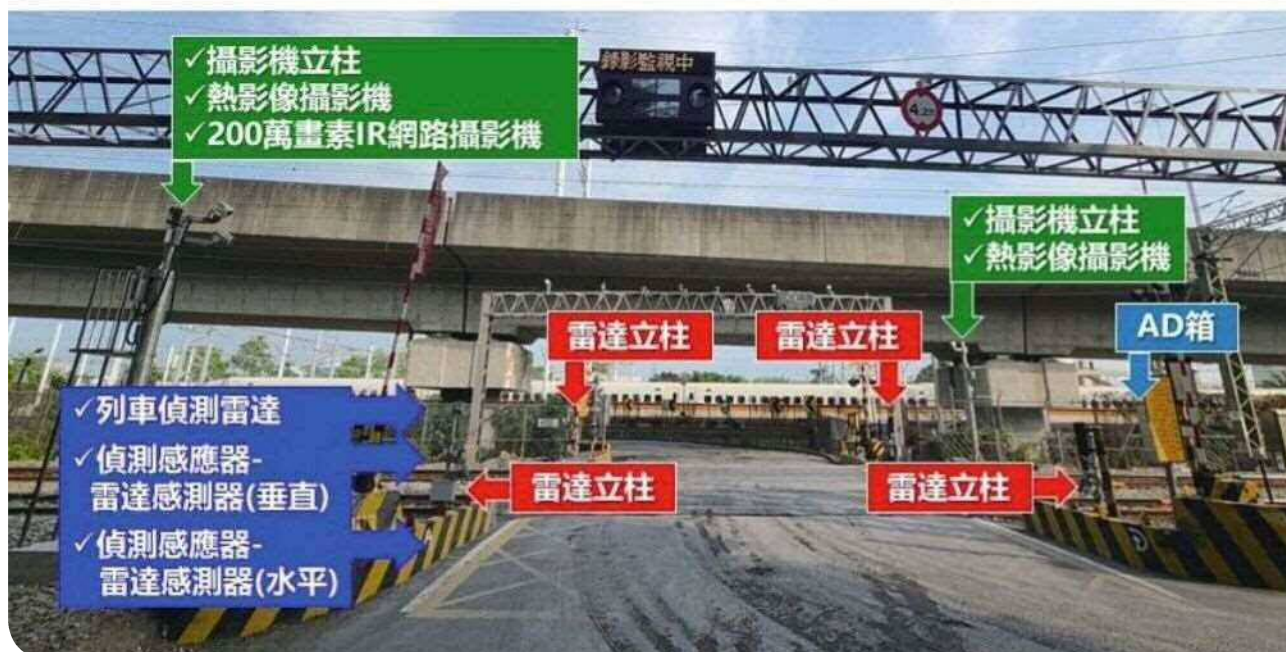 ✓攝影機立柱
✓熱影像攝影機
✓200萬畫素IR網路攝影機
錄影監視中
4.2m
✓攝影機立柱
✓熱影像攝影機
雷達立柱
雷達立柱
AD箱
✓列車偵測雷達
✓偵測感應器-
雷達感測器(垂直)
✓偵測感應器-
雷達感測器(水平)
雷達立柱
雷達立柱